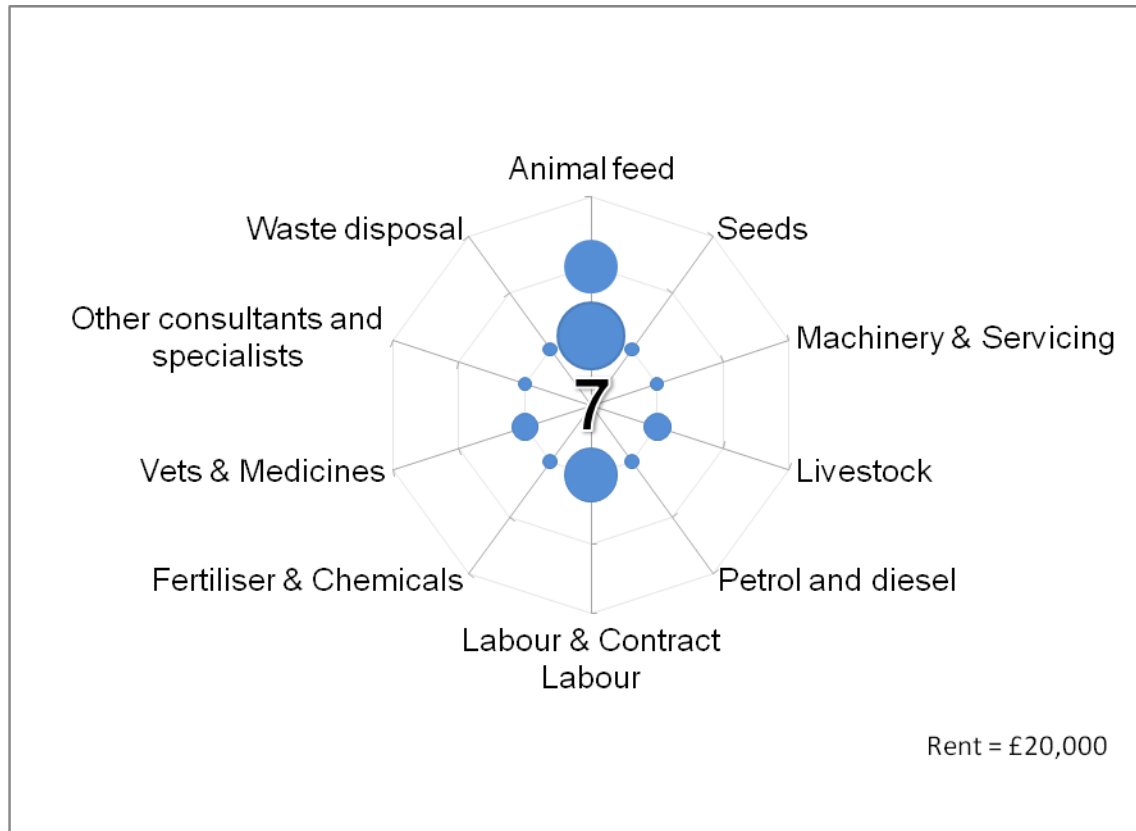 Animal feed
Waste disposal
Seeds
Other consultants and
specialists
Machinery & Servicing
7
Vets & Medicines
Livestock
Fertiliser & Chemicals
Petrol and diesel
Labour & Contract
Labour
Rent = £20,000